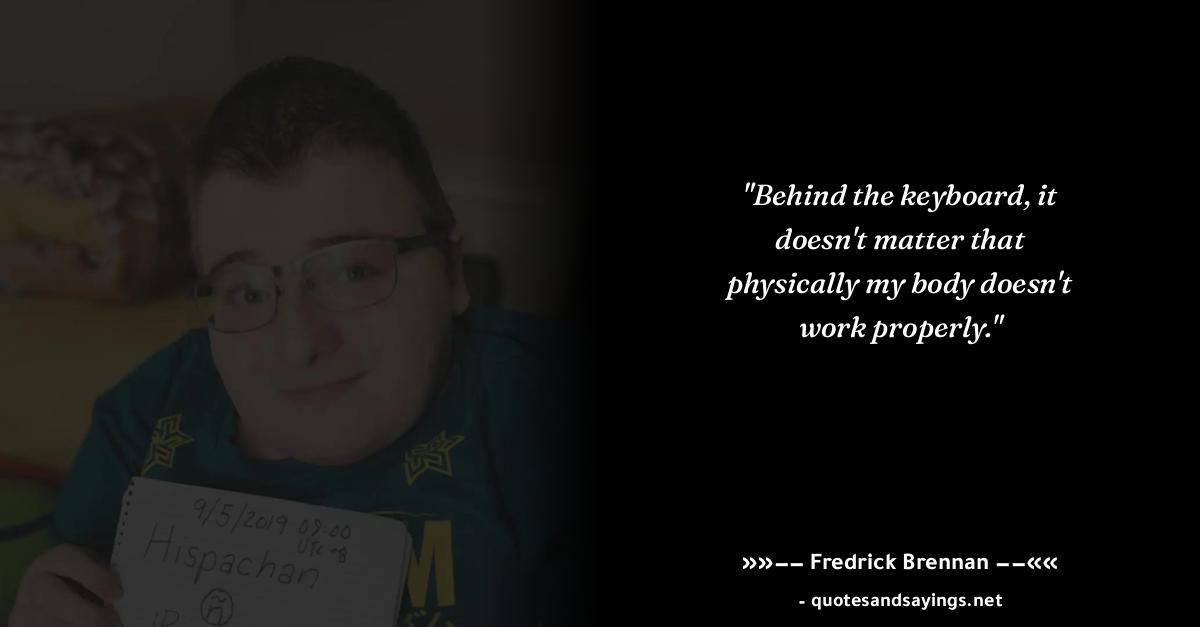 "Behind the keyboard, it
doesn't matter that
physically my body doesn't
work properly."
»»−− Fredrick Brennan −−««
- quotesandsayings.net
9/5/2019 09:00
UTC +8
Hispachan
ñ
M